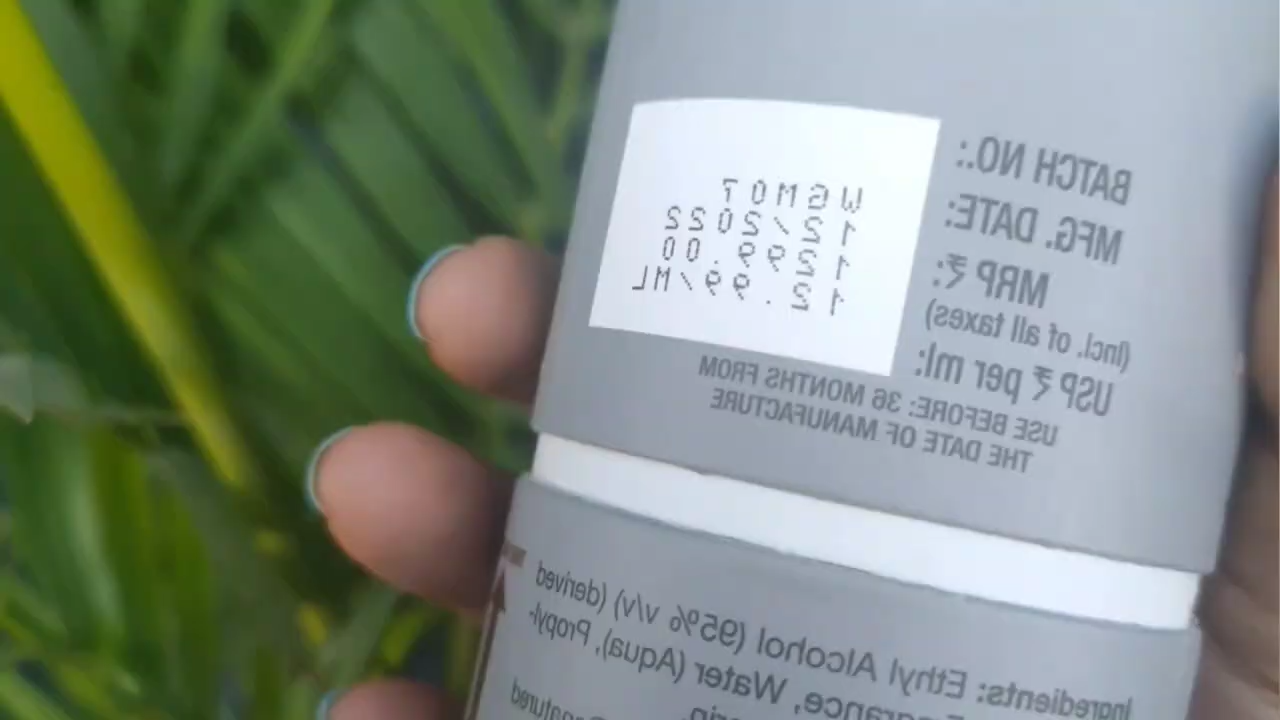 BATCH NO.: WGM07
MFG. DATE: 12/2022
MRP ₹: 1299.00
(Incl. of all taxes)
USP ₹ per ml: 12.99/ML
USE BEFORE: 36 MONTHS FROM
THE DATE OF MANUFACTURE
Ingredients: Ethyl Alcohol (95% v/v) (derived
Water (Aqua), Propyl-